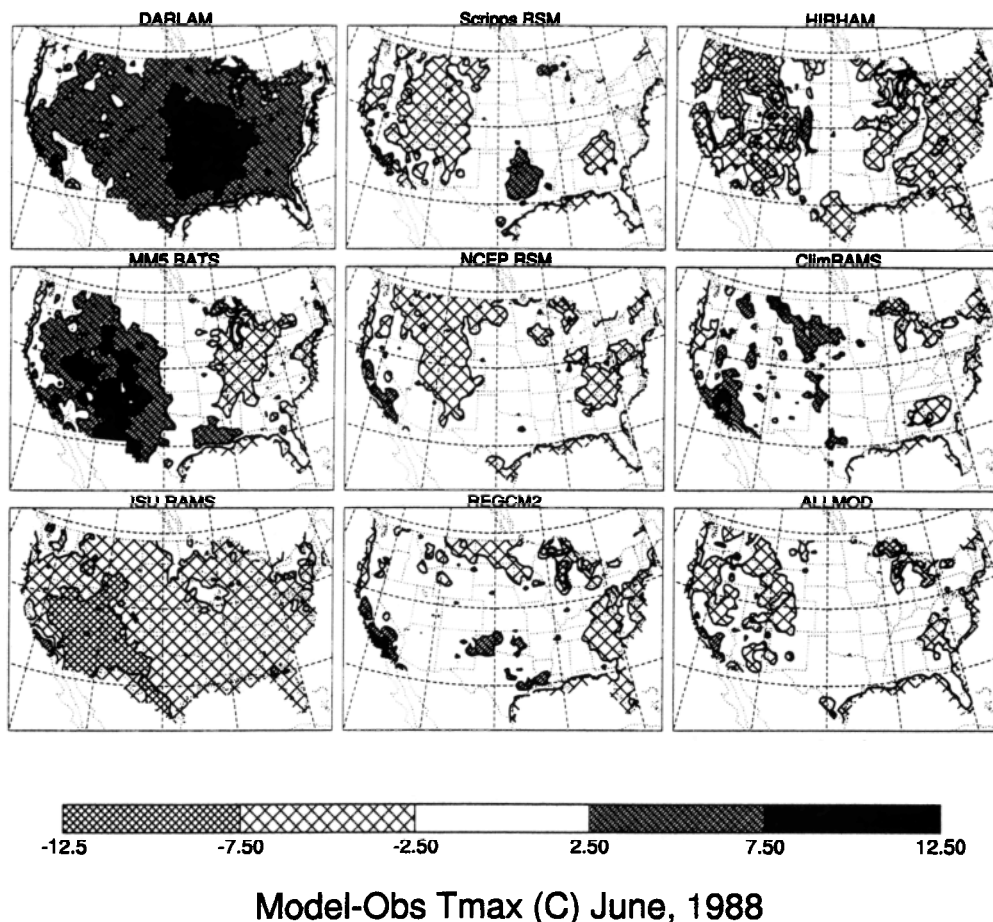 DARLAM
Scripps RSM
HIRHAM
MM5 BATS
NCEP RSM
ClimRAMS
ISU RAMS
REGCM2
ALLMOD
-12.5 -7.50 -2.50 2.50 7.50 12.50
Model-Obs Tmax (C) June, 1988